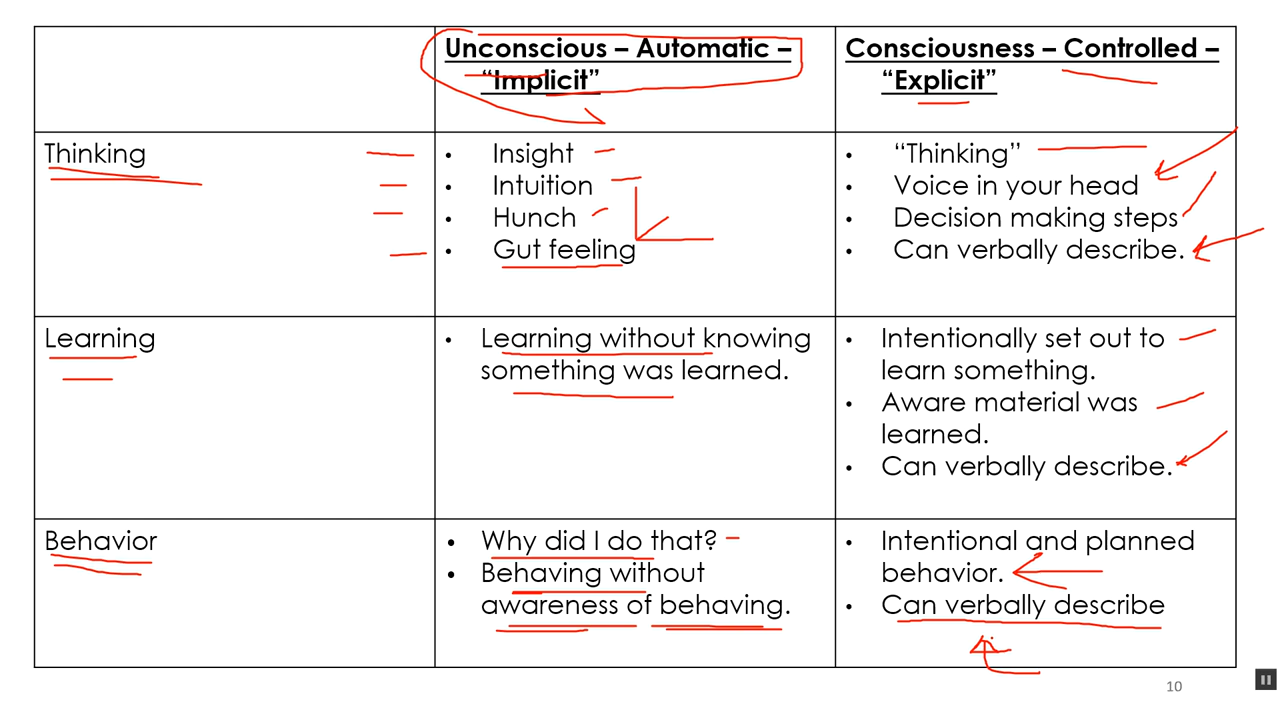 Unconscious – Automatic –
“Implicit”
Consciousness – Controlled –
“Explicit”
Thinking
• Insight
• Intuition
• Hunch
• Gut feeling
• “Thinking”
• Voice in your head
• Decision making steps
• Can verbally describe.
Learning
• Learning without knowing
something was learned.
• Intentionally set out to
learn something.
• Aware material was
learned.
• Can verbally describe.
Behavior
• Why did I do that?
• Behaving without
awareness of behaving.
• Intentional and planned
behavior.
• Can verbally describe
10